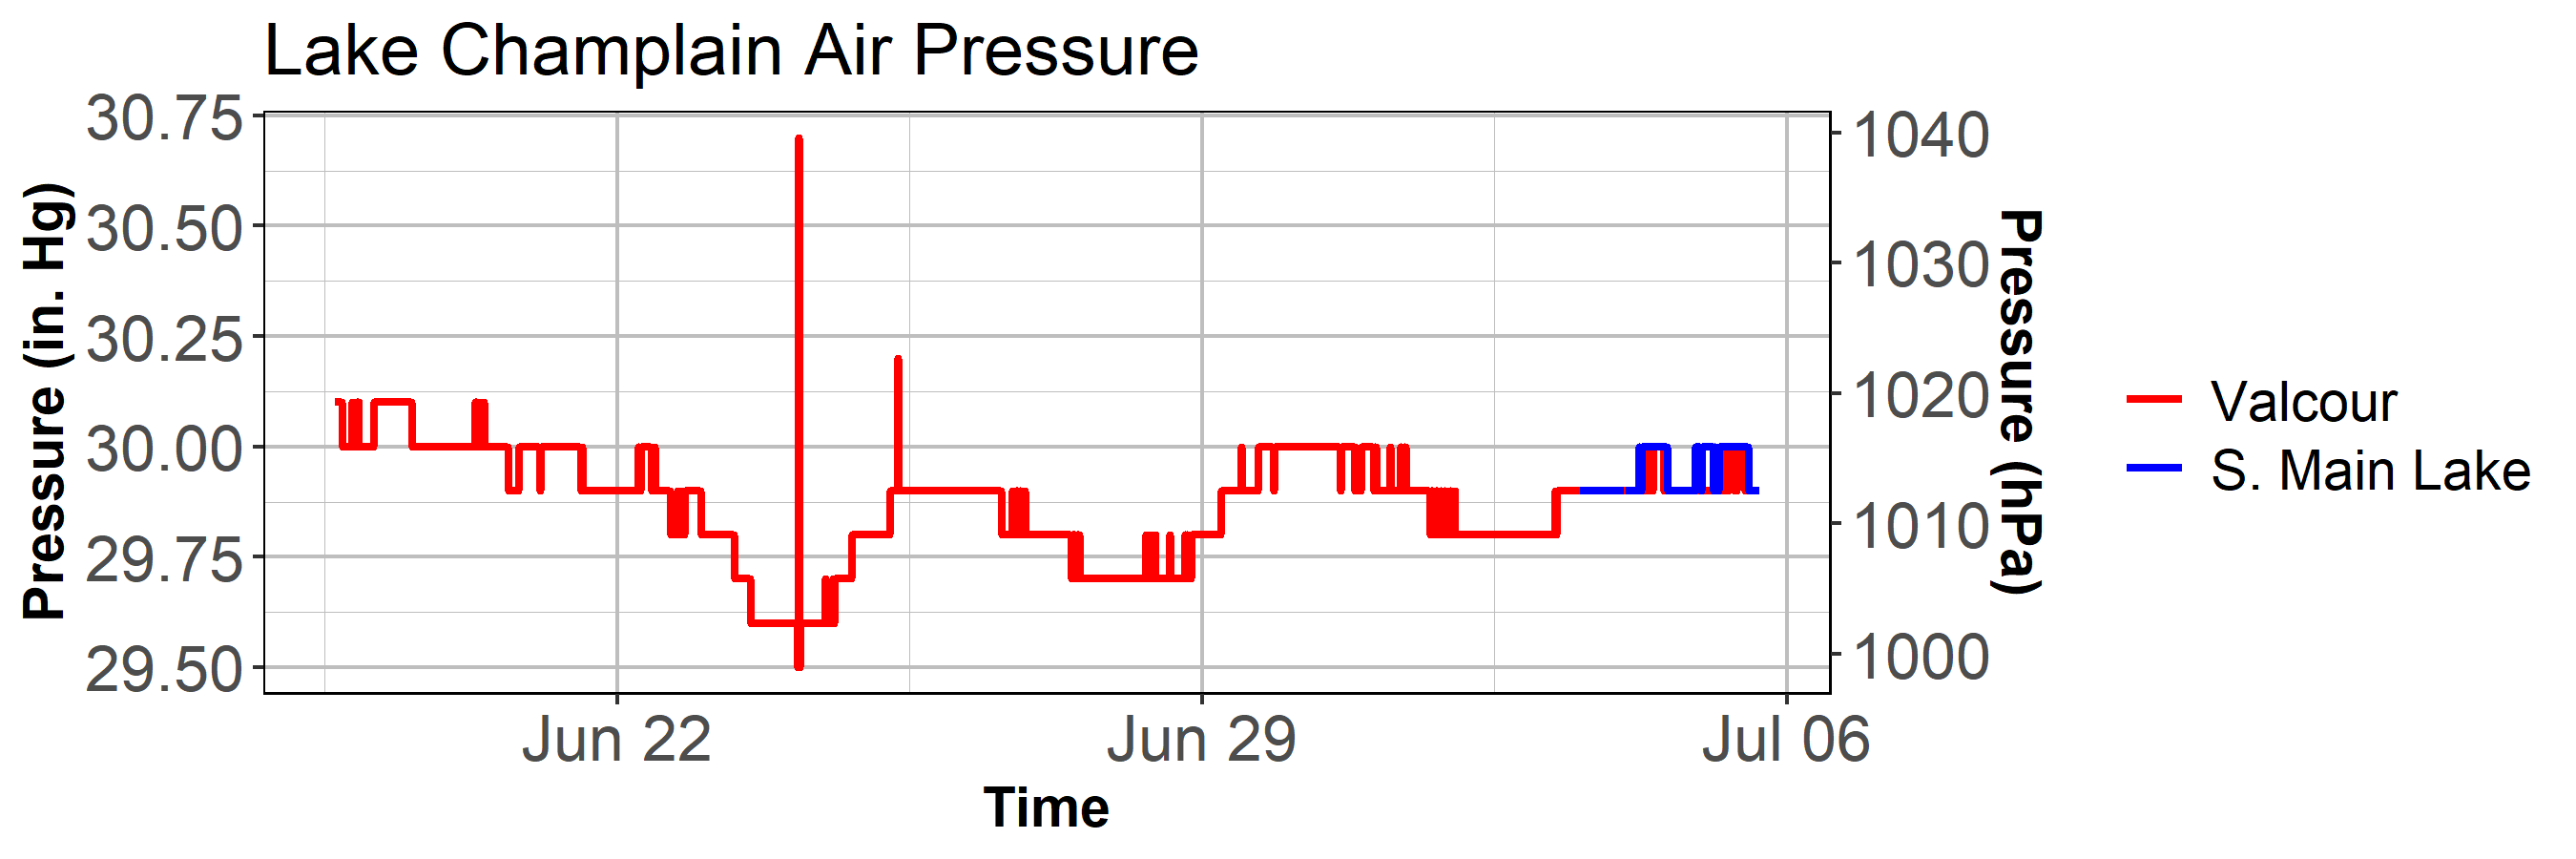 Lake Champlain Air Pressure
Pressure (in. Hg)
30.75
30.50
30.25
30.00
29.75
29.50
1040
1030
1020
1010
1000
Pressure (hPa)
Jun 22
Jun 29
Jul 06
Time
Valcour
S. Main Lake